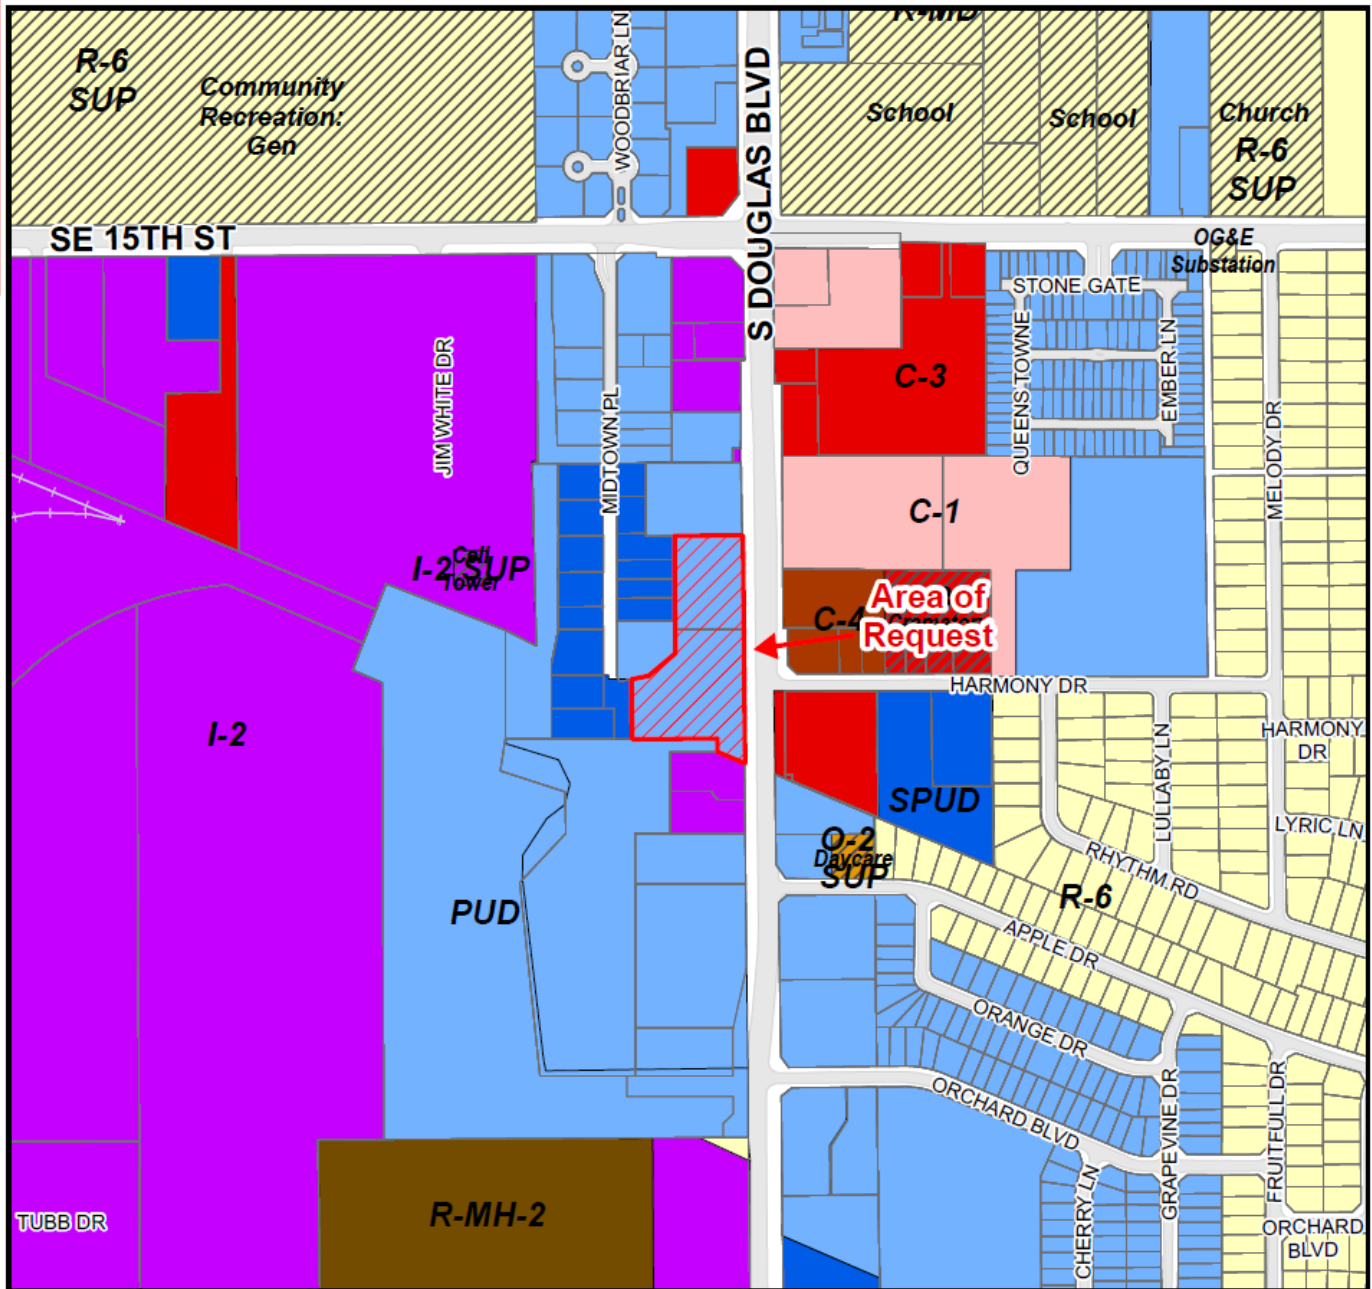 R-MD
R-6
SUP
Community
Recreation:
Gen
WOODBRIAR LN
S DOUGLAS BLVD
School
School
Church
R-6
SUP
SE 15TH ST
OG&E
Substation
STONE GATE
JIM WHITE DR
MIDTOWN PL
C-3
QUEENS TOWNE
EMBER LN
MELODY DR
C-1
I-2 SUP
Cell
Tower
C-4
Area of
Request
HARMONY DR
I-2
HARMONY
DR
LULLABY LN
SPUD
LYRIC LN
O-2
Daycare
SUP
RHYTHM RD
R-6
PUD
APPLE DR
ORANGE DR
ORCHARD BLVD
GRAPEVINE DR
FRUITFULL DR
CHERRY LN
R-MH-2
TUBB DR
ORCHARD
BLVD